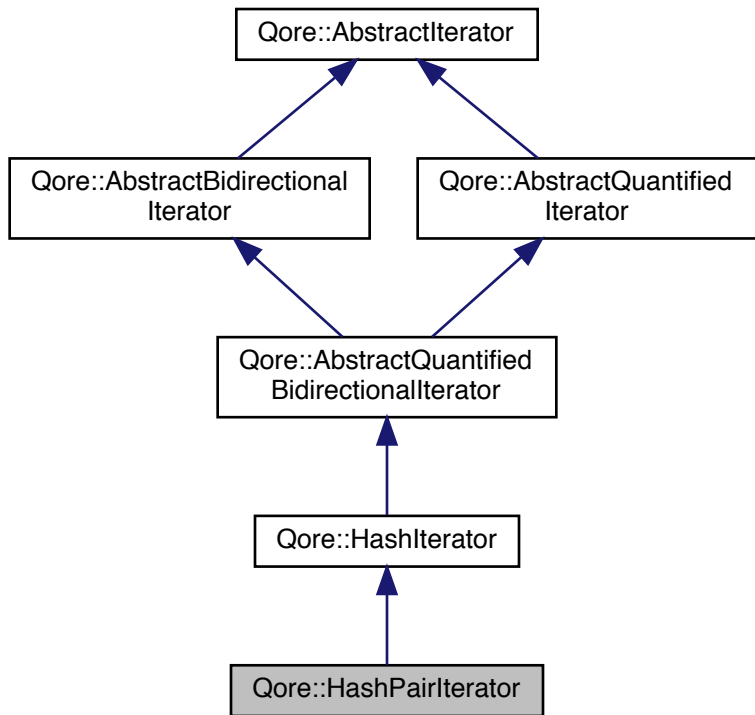 Qore::AbstractIterator
Qore::AbstractBidirectional
Iterator
Qore::AbstractQuantified
Iterator
Qore::AbstractQuantified
BidirectionalIterator
Qore::HashIterator
Qore::HashPairIterator